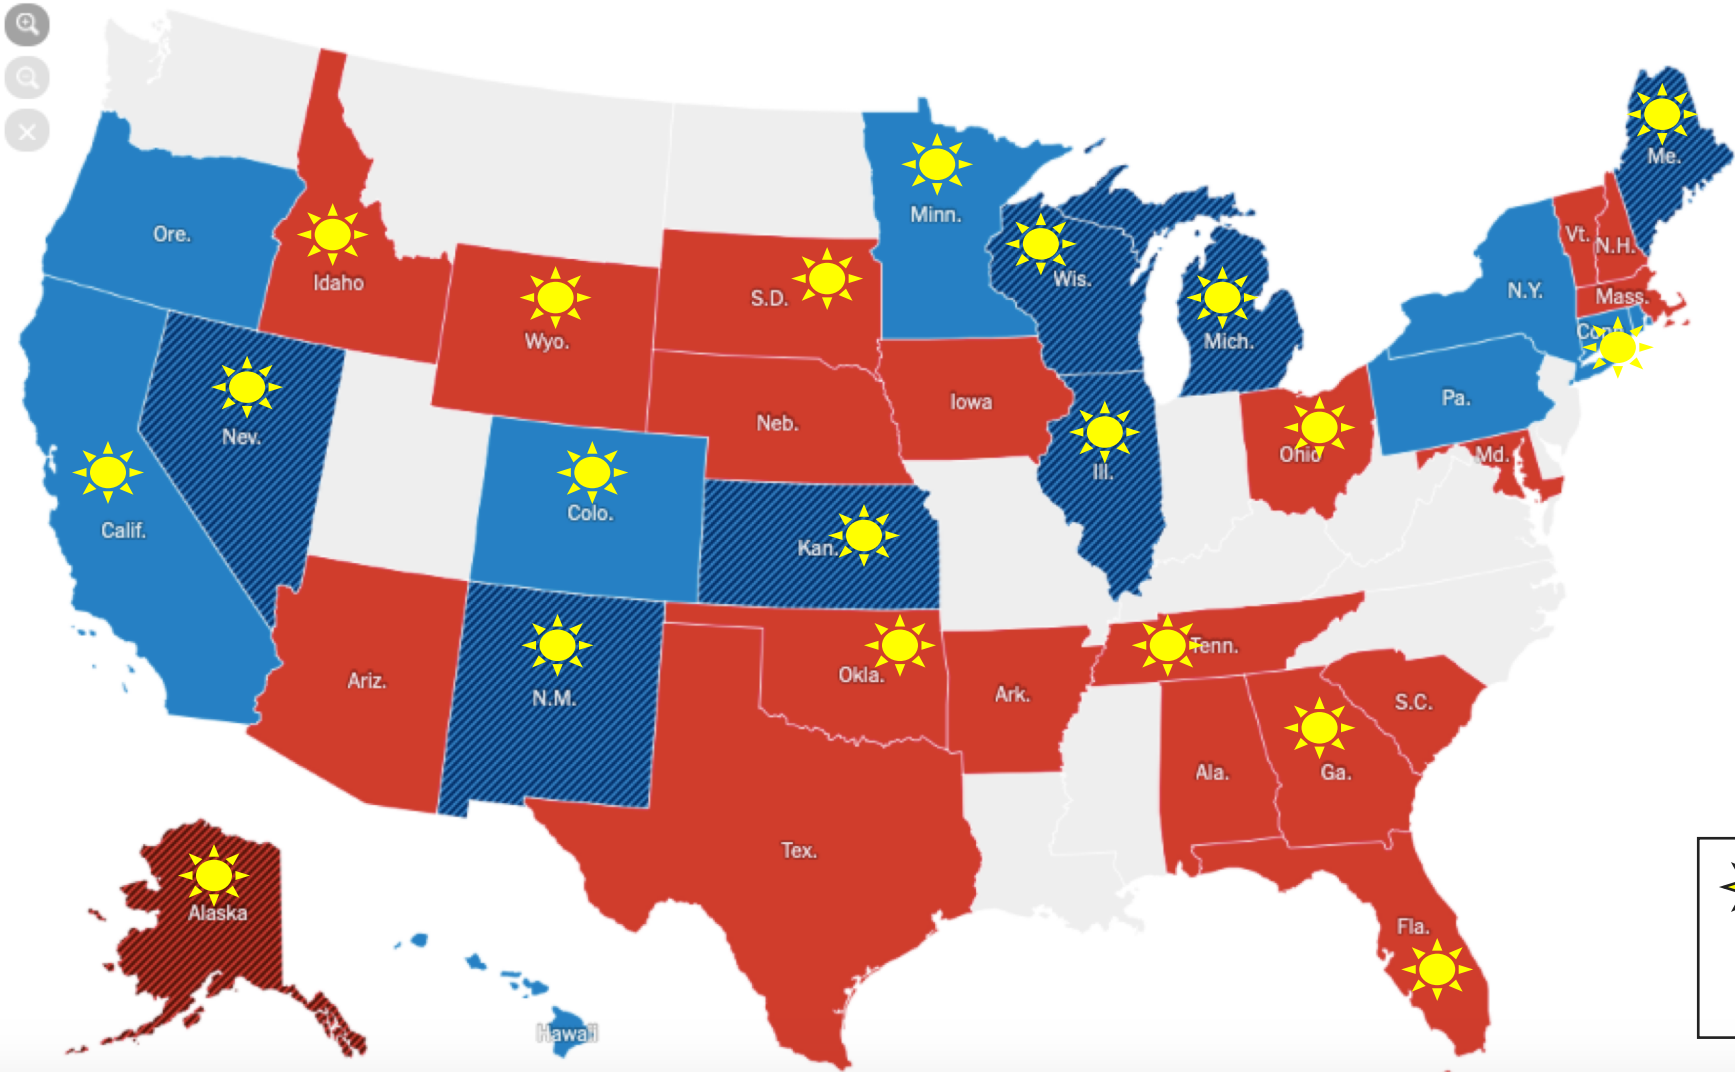 Me.
Minn.
Ore.
Vt.
N.H.
Idaho
Wis.
S.D.
N.Y.
Mass.
Wyo.
Mich.
Conn.
Iowa
Pa.
Neb.
Nev.
Ohio
Md.
Ill.
Calif.
Colo.
Kan.
Tenn.
Okla.
Ariz.
Ark.
N.M.
S.C.
Ala.
Ga.
Tex.
Alaska
Fla.
Hawaii